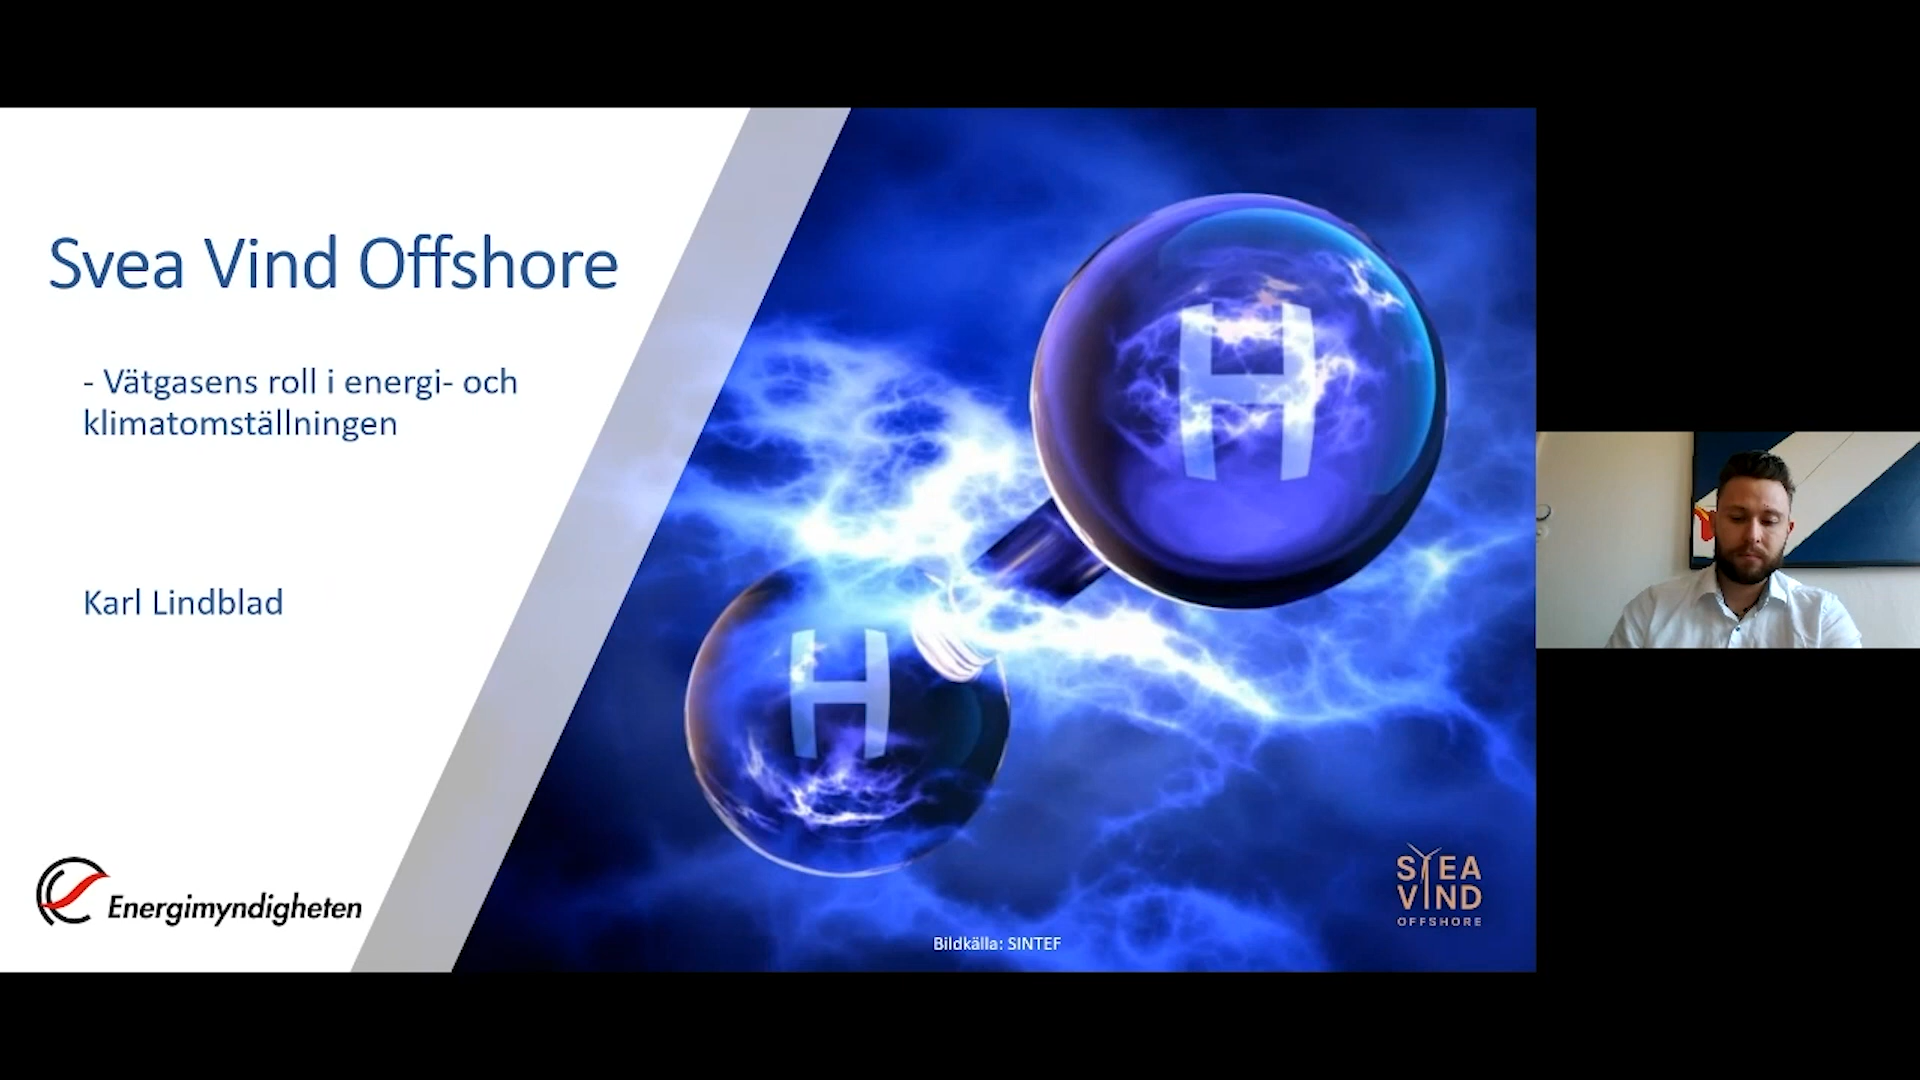 Svea Vind Offshore
- Vätgasens roll i energi- och
klimatomställningen
Karl Lindblad
Energimyndigheten
H
H
SVEA
VIND
OFFSHORE
Bildkälla: SINTEF